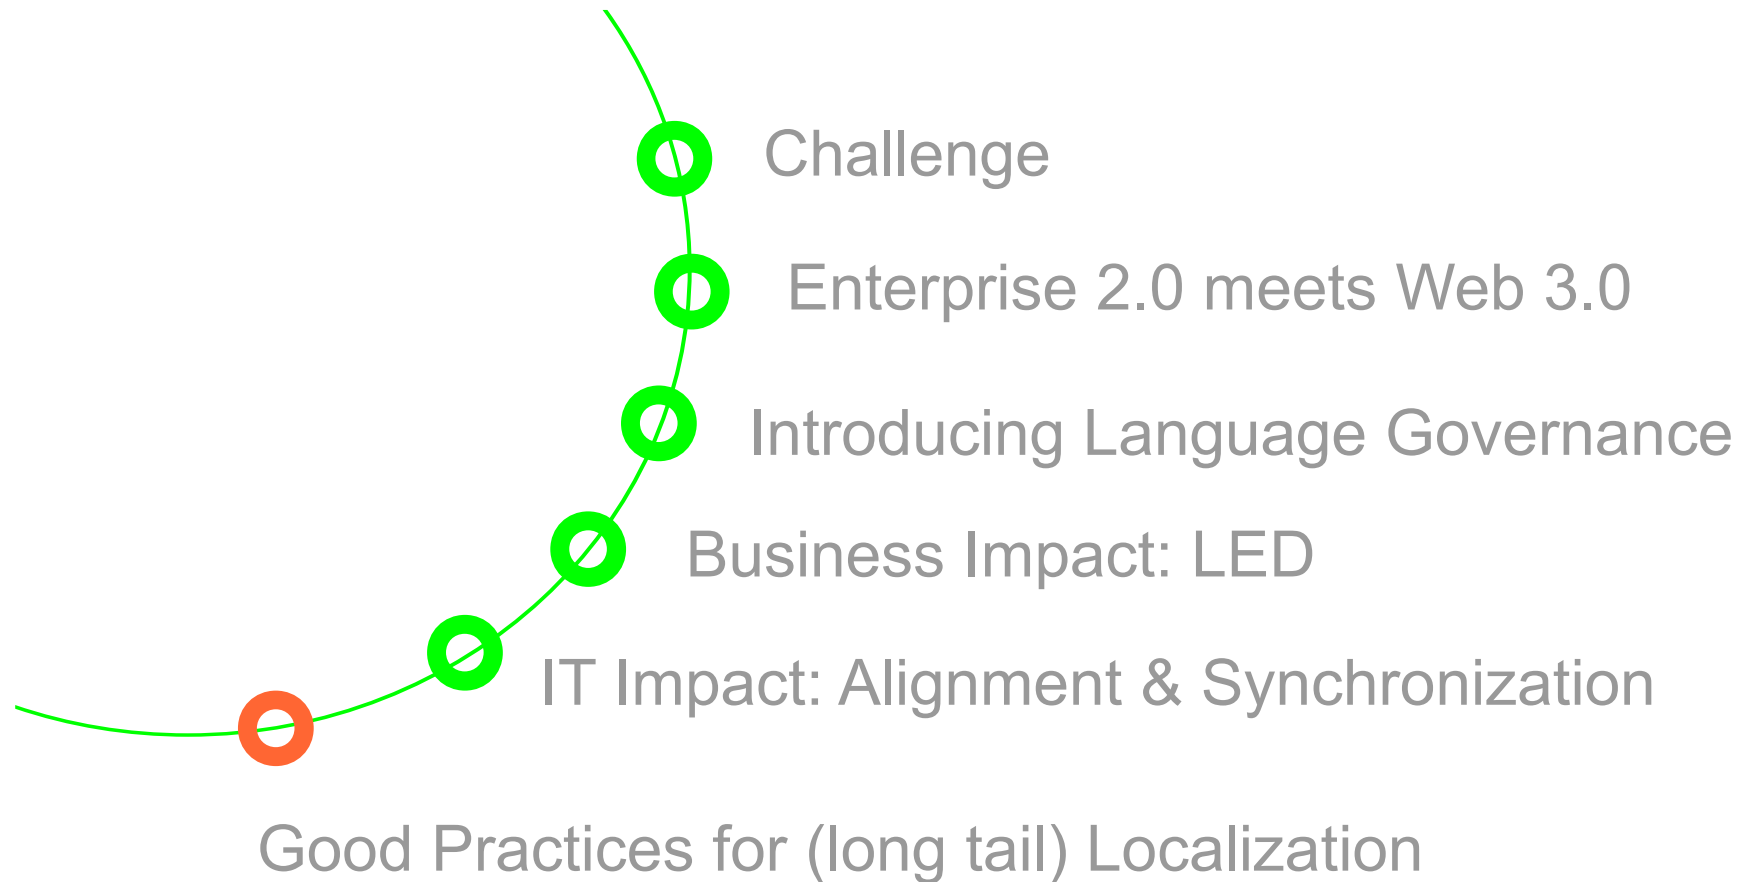 Challenge
Enterprise 2.0 meets Web 3.0
Introducing Language Governance
Business Impact: LED
IT Impact: Alignment & Synchronization
Good Practices for (long tail) Localization